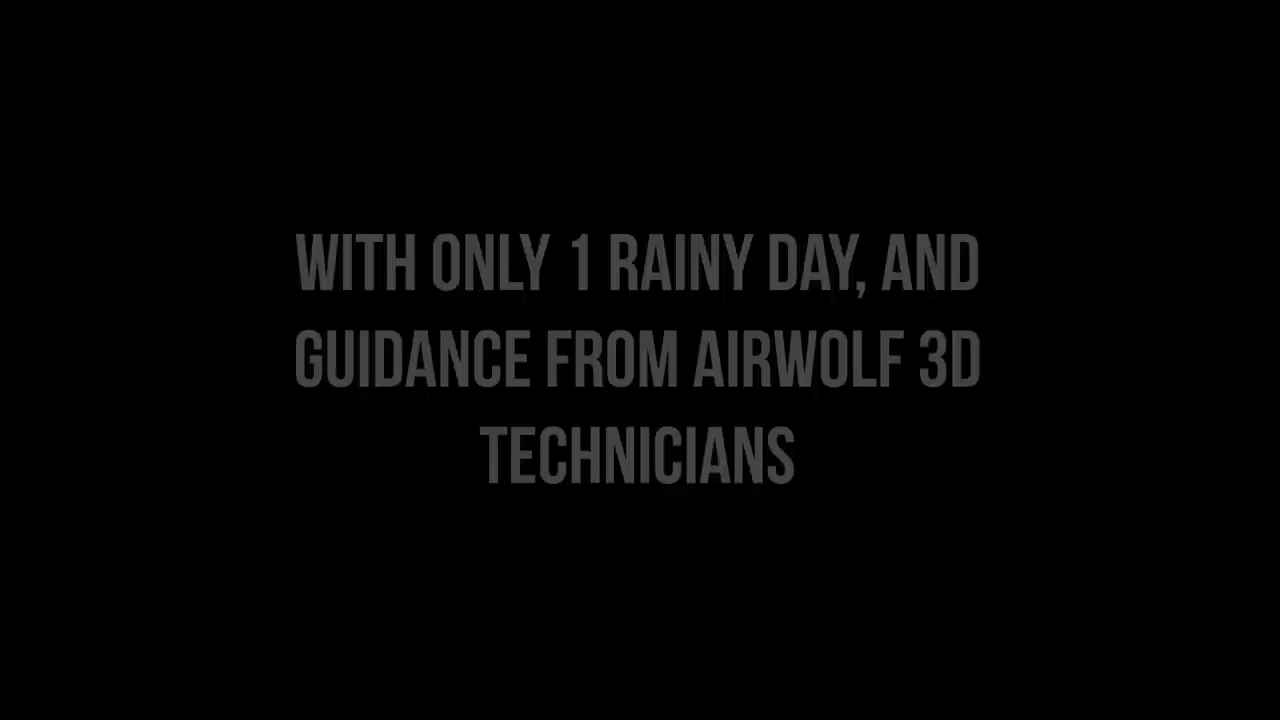 WITH ONLY 1 RAINY DAY, AND
GUIDANCE FROM AIRWOLF 3D
TECHNICIANS